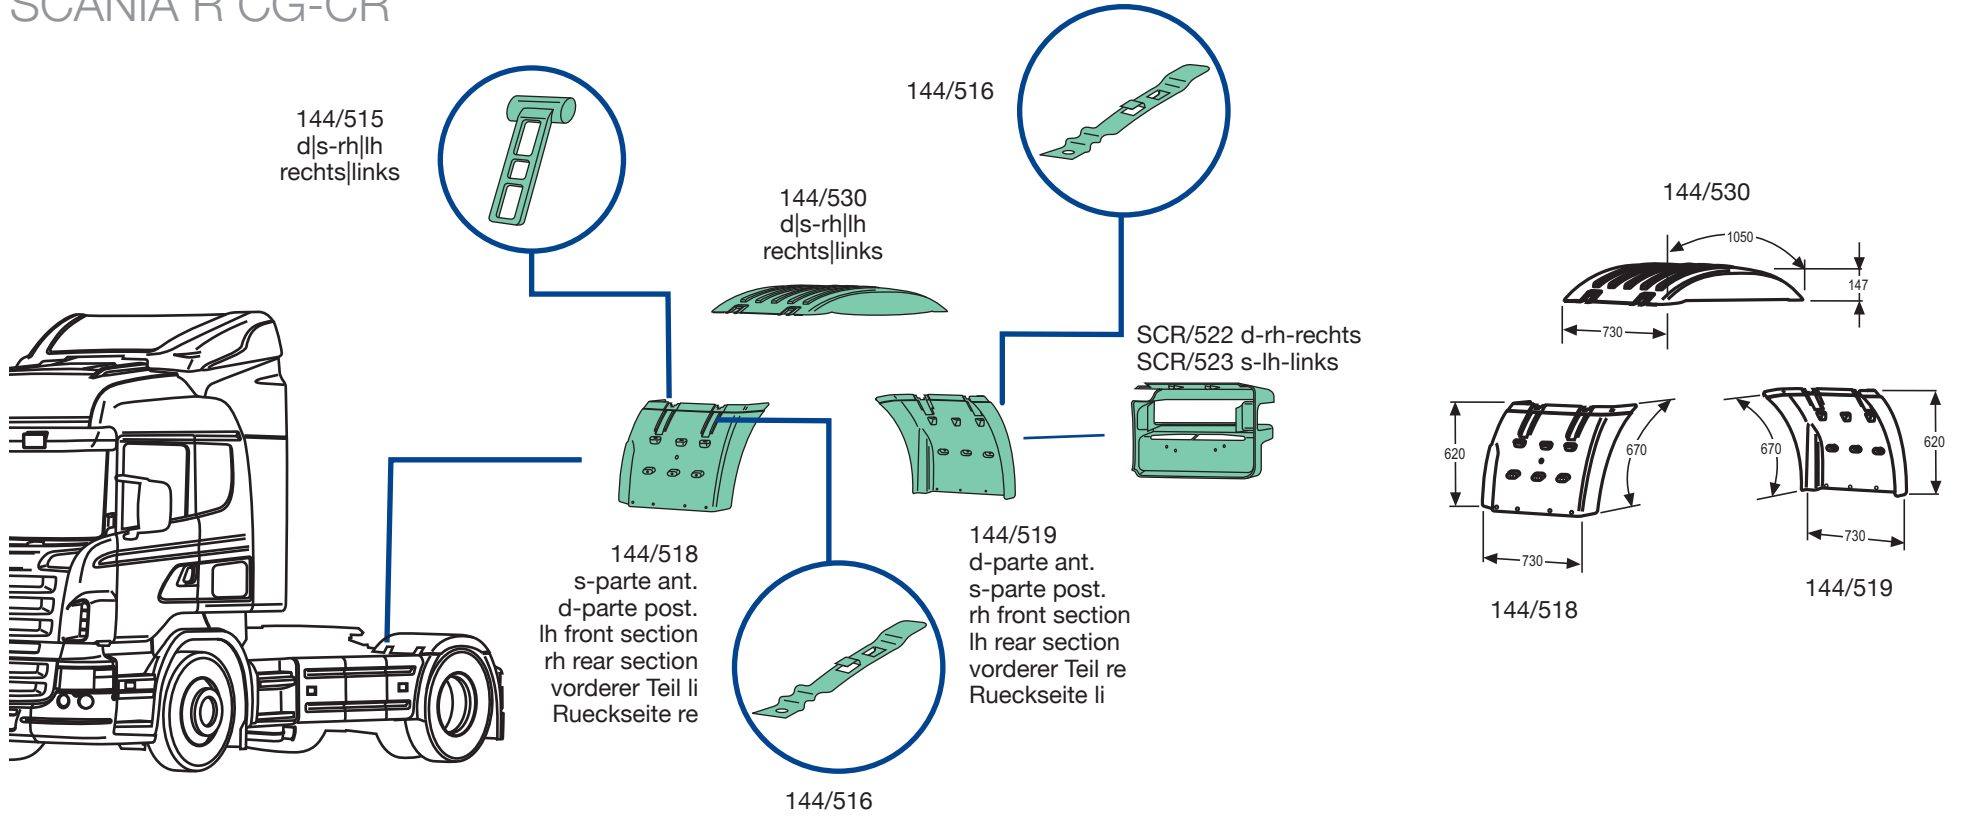 SCANIA R CG-CR
144/515
d|s-rh|lh
rechts|links
144/516
144/530
d|s-rh|lh
rechts|links
SCR/522 d-rh-rechts
SCR/523 s-lh-links
144/518
s-parte ant.
d-parte post.
lh front section
rh rear section
vorderer Teil li
Rueckseite re
144/519
d-parte ant.
s-parte post.
rh front section
lh rear section
vorderer Teil re
Rueckseite li
144/516
144/530
1050
147
730
620
670
730
144/518
670
620
730
144/519